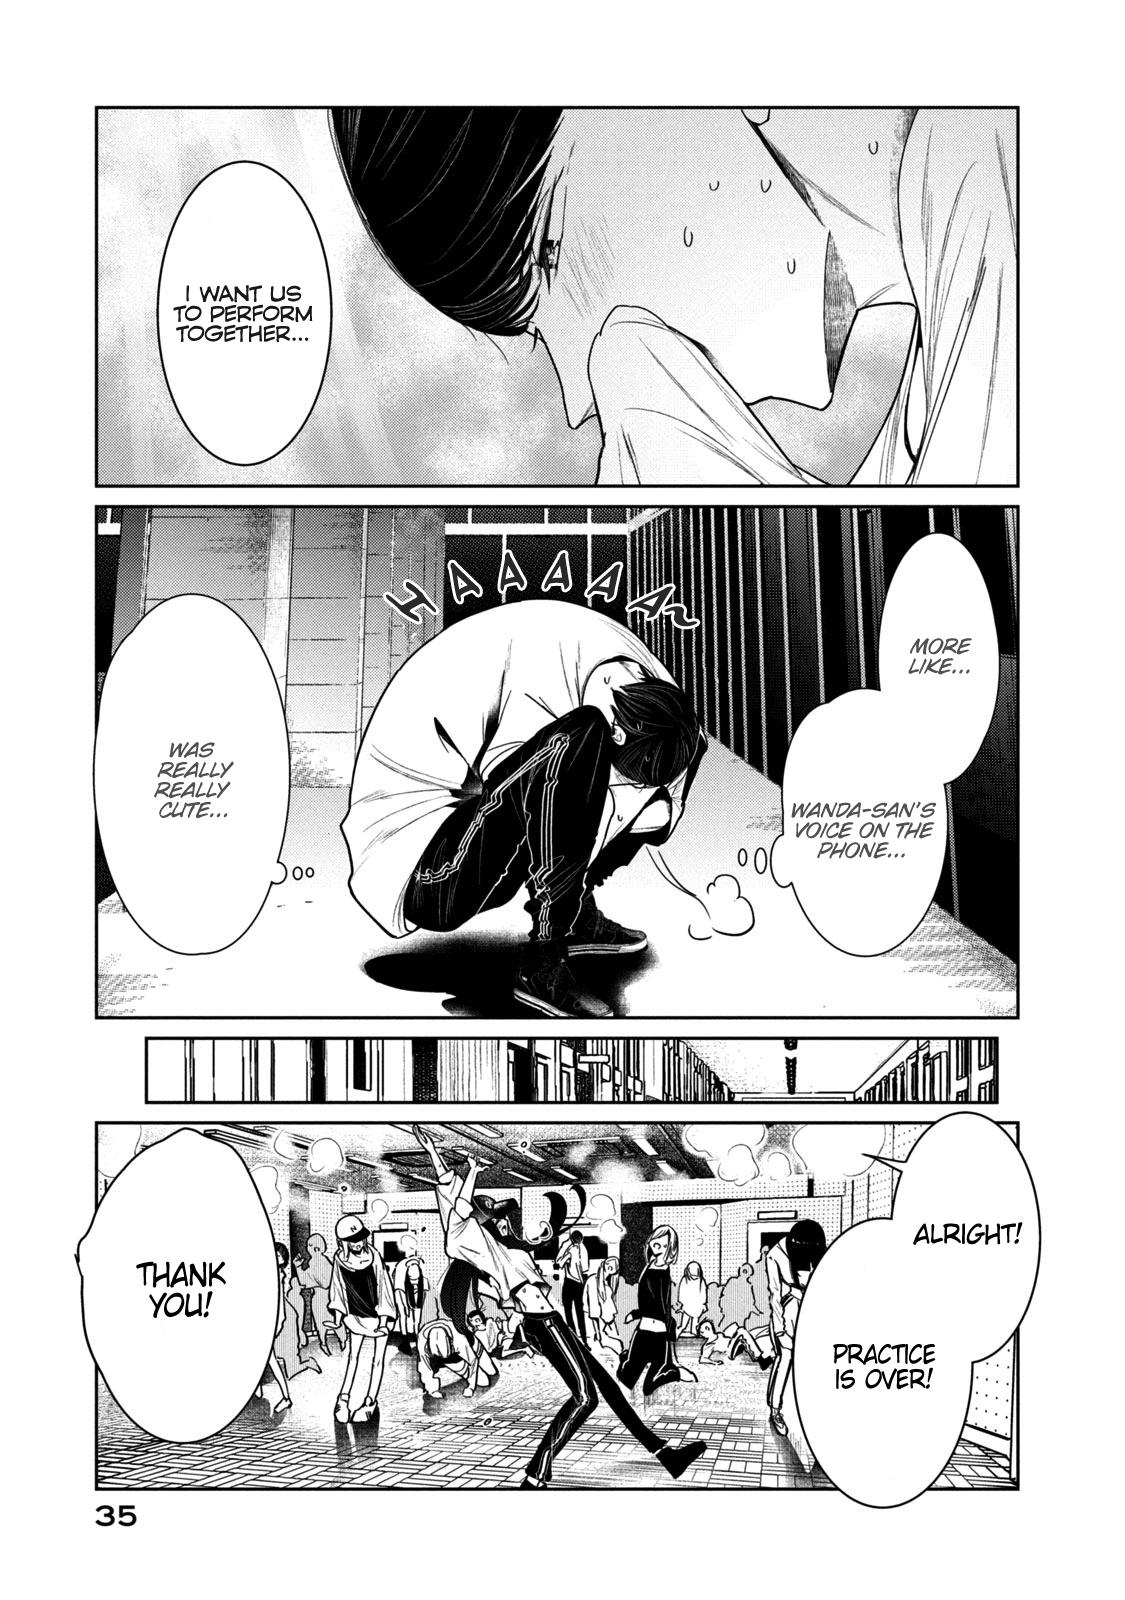 I WANT US
TO PERFORM
TOGETHER...
HAAAAAA~
MORE
LIKE...
WANDA-SAN'S
VOICE ON THE
PHONE...
WAS
REALLY
REALLY
CUTE...
ALRIGHT!
PRACTICE
IS OVER!
THANK
YOU!
N
35